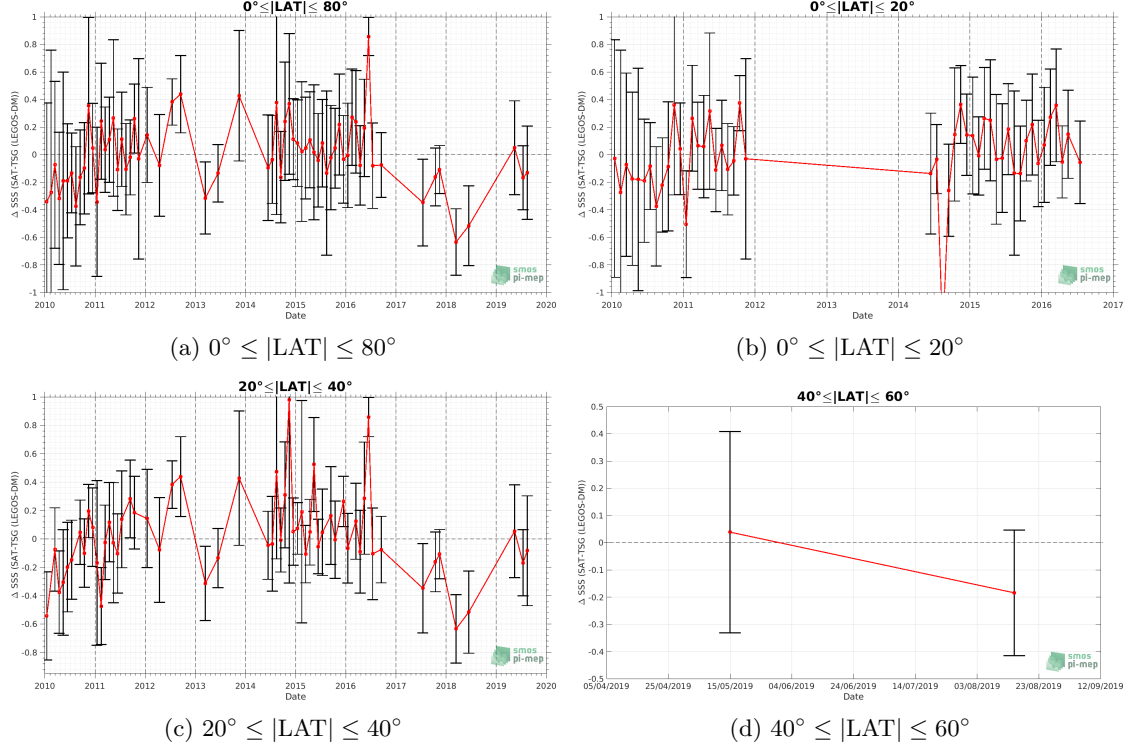 0°≤|LAT|≤ 80°
Δ SSS (SAT-TSG (LEGOS-DM))
1
0.8
0.6
0.4
0.2
0
-0.2
-0.4
-0.6
-0.8
-1
2010 2011 2012 2013 2014 2015 2016 2017 2018 2019 2020
Date
smos
pi-mep
(a) 0° ≤ |LAT| ≤ 80°
0°≤|LAT|≤ 20°
Δ SSS (SAT-TSG (LEGOS-DM))
1
0.8
0.6
0.4
0.2
0
-0.2
-0.4
-0.6
-0.8
-1
2010 2011 2012 2013 2014 2015 2016 2017
Date
smos
pi-mep
(b) 0° ≤ |LAT| ≤ 20°
20°≤|LAT|≤ 40°
Δ SSS (SAT-TSG (LEGOS-DM))
1
0.8
0.6
0.4
0.2
0
-0.2
-0.4
-0.6
-0.8
2010 2011 2012 2013 2014 2015 2016 2017 2018 2019 2020
Date
smos
pi-mep
(c) 20° ≤ |LAT| ≤ 40°
40°≤|LAT|≤ 60°
Δ SSS (SAT-TSG (LEGOS-DM))
0.5
0.4
0.3
0.2
0.1
0
-0.1
-0.2
-0.3
-0.4
-0.5
05/04/2019 25/04/2019 15/05/2019 04/06/2019 24/06/2019 14/07/2019 03/08/2019 23/08/2019 12/09/2019
Date
smos
pi-mep
(d) 40° ≤ |LAT| ≤ 60°